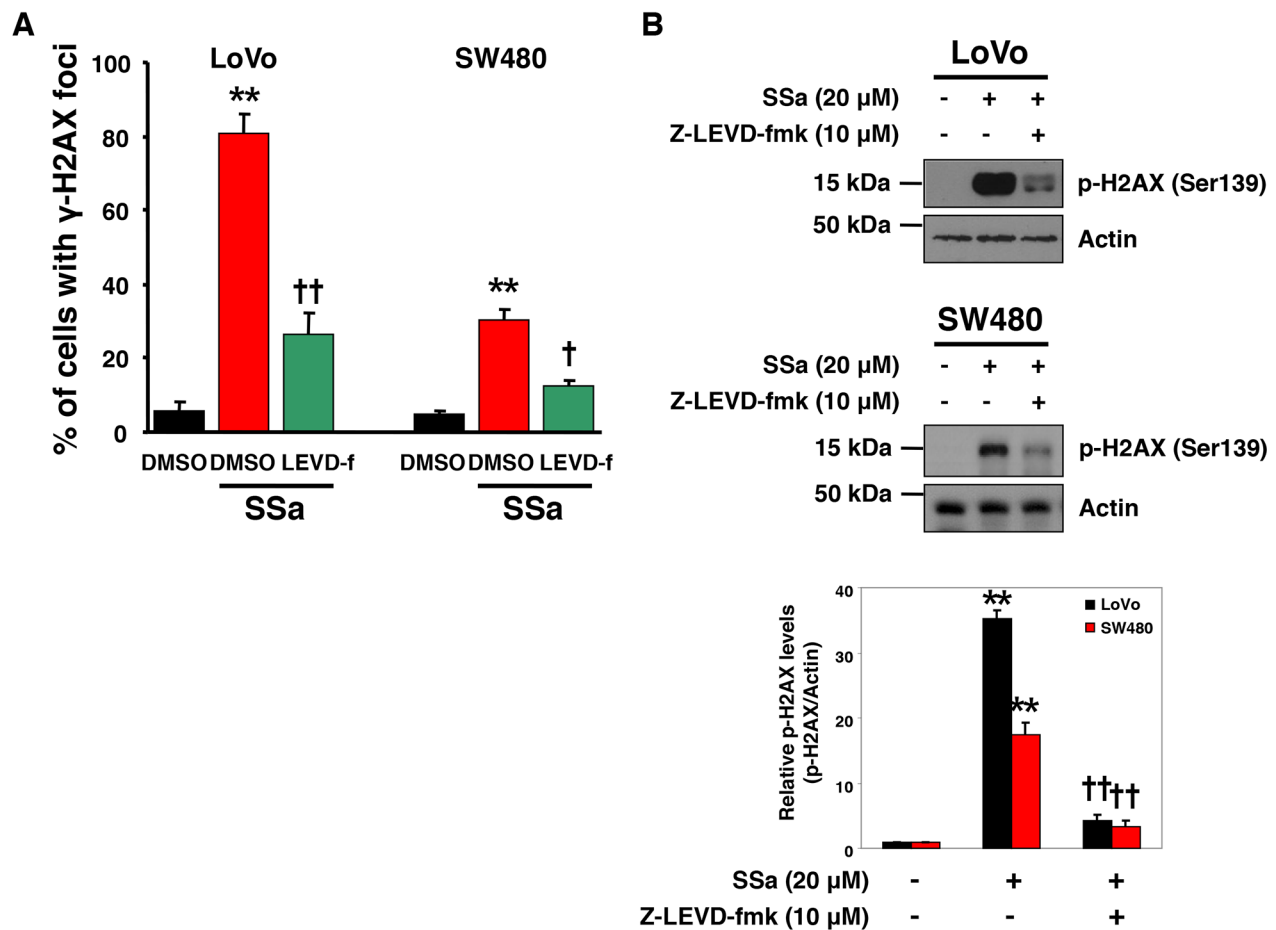 A
% of cells with γ-H2AX foci
100
80
60
40
20
0
LoVo
SW480
**
††
**
†
DMSO DMSO LEVD-f
DMSO DMSO LEVD-f
SSa
SSa
B
LoVo
SSa (20 µM) - + +
Z-LEVD-fmk (10 µM) - - +
15 kDa
p-H2AX (Ser139)
50 kDa
Actin
SW480
SSa (20 µM) - + +
Z-LEVD-fmk (10 µM) - - +
15 kDa
p-H2AX (Ser139)
50 kDa
Actin
Relative p-H2AX levels
(p-H2AX/Actin)
40
30
20
10
0
LoVo
SW480
**
**
††
††
SSa (20 µM) - + +
Z-LEVD-fmk (10 µM) - - +